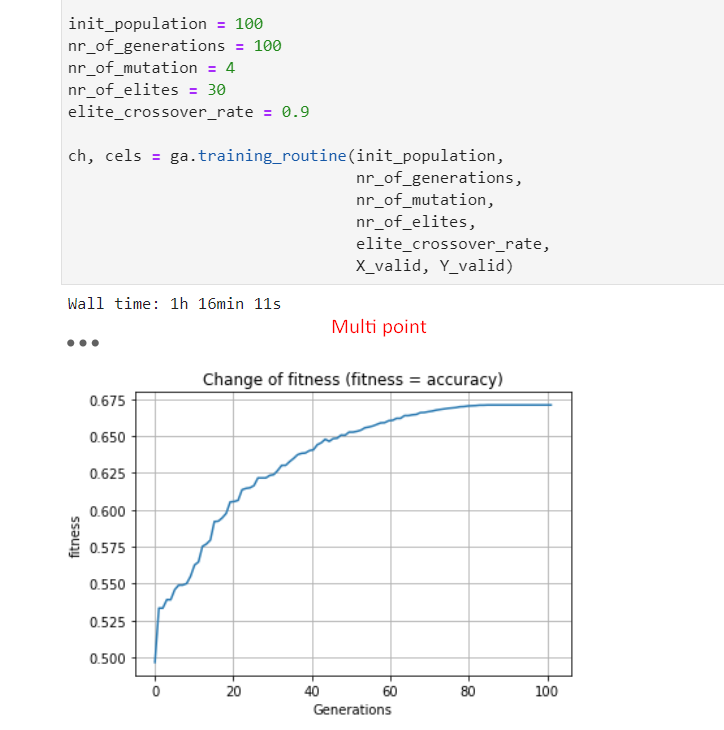 init_population = 100
nr_of_generations = 100
nr_of_mutation = 4
nr_of_elites = 30
elite_crossover_rate = 0.9
ch, cels = ga.training_routine(init_population,
nr_of_generations,
nr_of_mutation,
nr_of_elites,
elite_crossover_rate,
X_valid, Y_valid)
Wall time: 1h 16min 11s
Multi point
Change of fitness (fitness = accuracy)
0.675
0.650
0.625
0.600
0.575
0.550
0.525
0.500
fitness
0 20 40 60 80 100
Generations